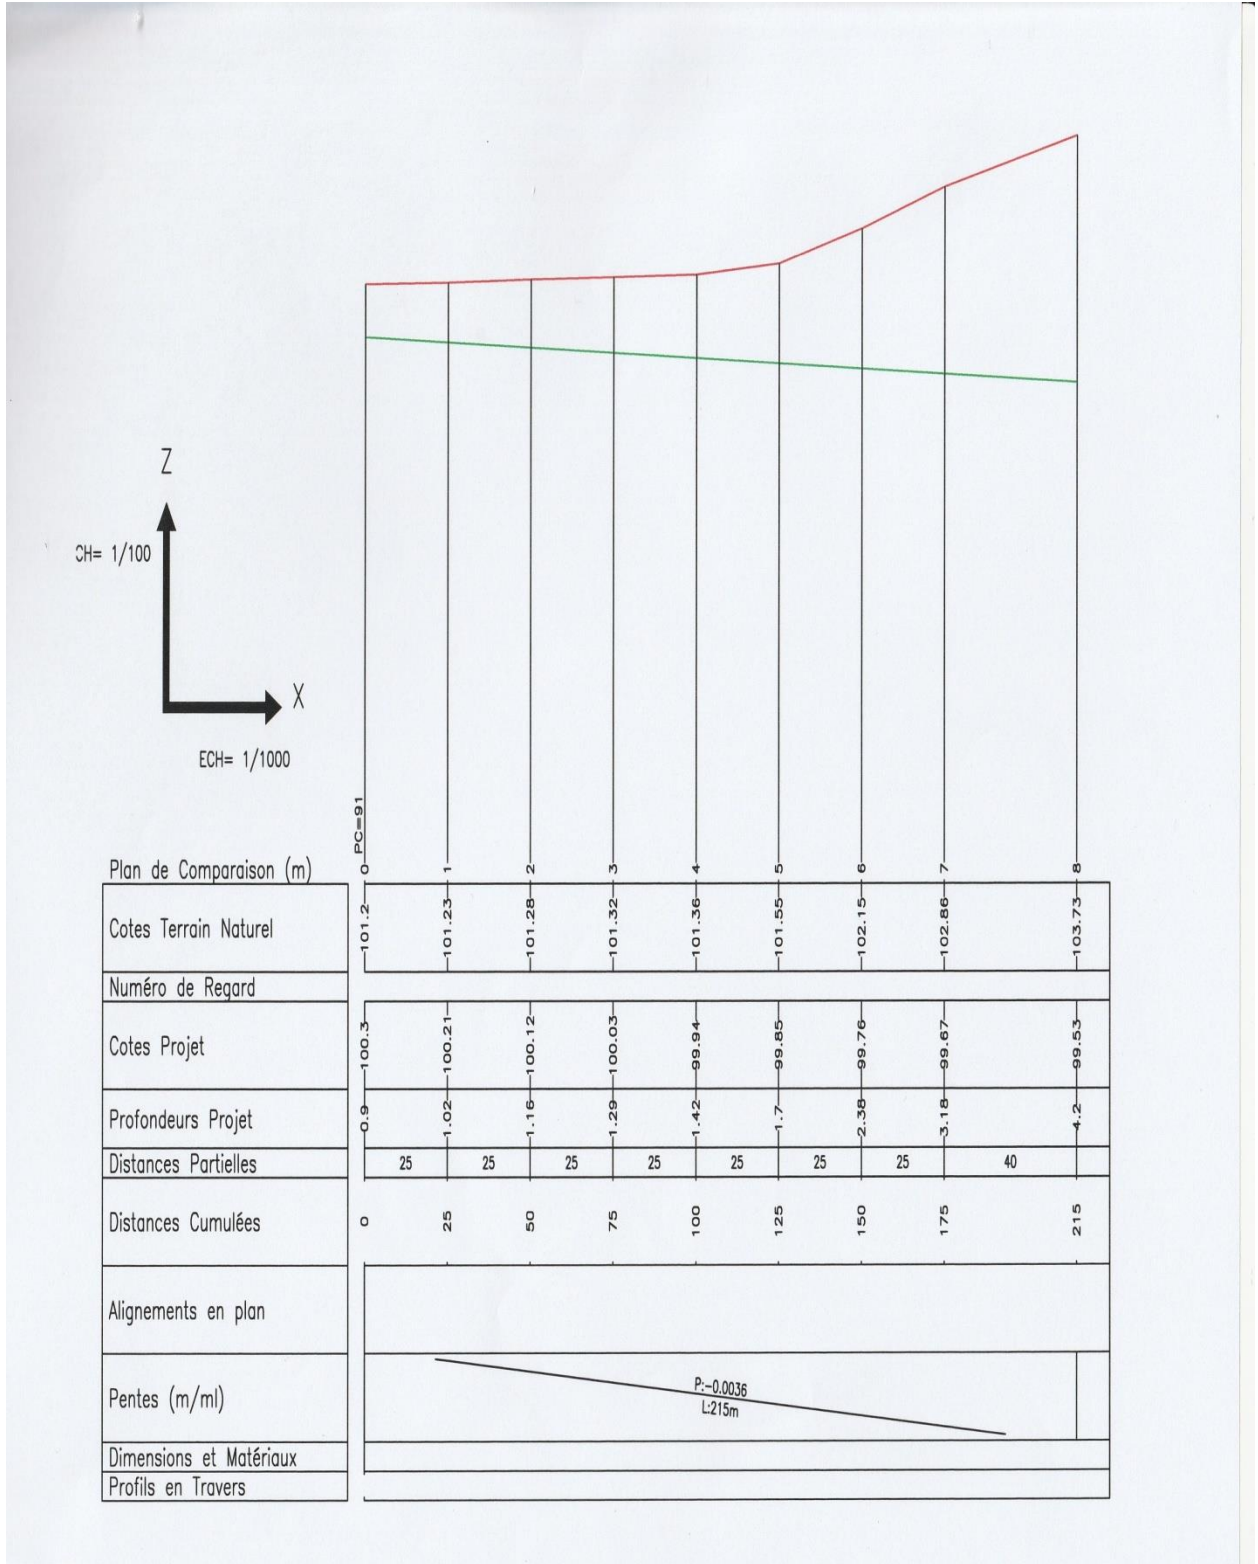 Z
CH= 1/100
X
ECH= 1/1000
PC=91
Plan de Comparaison (m) 0 1 2 3 4 5 6 7 8
Cotes Terrain Naturel 101.2 101.23 101.28 101.32 101.36 101.55 102.15 102.86 103.73
Numéro de Regard
Cotes Projet 100.3 100.21 100.12 100.03 99.94 99.85 99.76 99.67 99.53
Profondeurs Projet 0.9 1.02 1.16 1.29 1.42 1.7 2.38 3.18 4.2
Distances Partielles 25 25 25 25 25 25 25 40
Distances Cumulées 0 25 50 75 100 125 150 175 215
Alignements en plan
Pentes (m/ml) P:-0.0036
L:215m
Dimensions et Matériaux
Profils en Travers